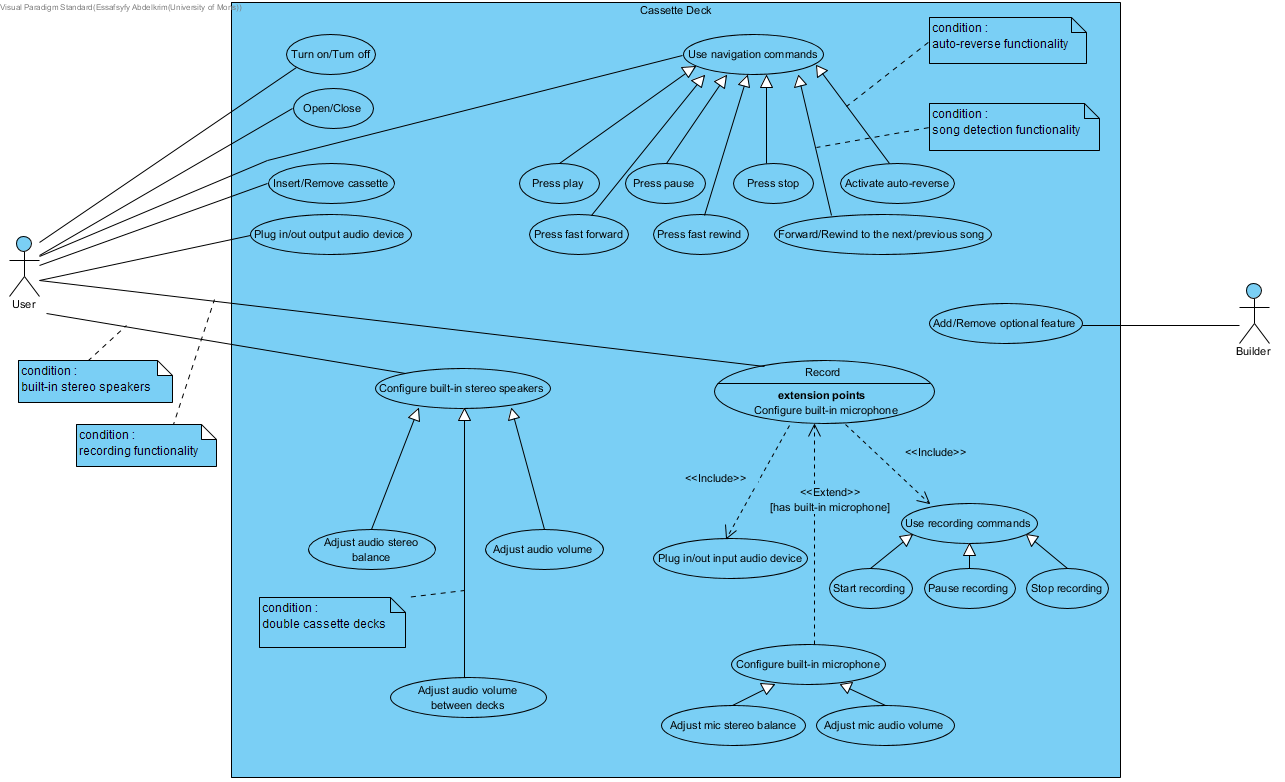 Visual Paradigm Standard(Essafsyfy Abdelkrim(University of Mons))
Cassette Deck
Turn on/Turn off
Open/Close
Insert/Remove cassette
Plug in/out output audio device
Use navigation commands
condition :
auto-reverse functionality
condition :
song detection functionality
Press play
Press pause
Press stop
Activate auto-reverse
Press fast forward
Press fast rewind
Forward/Rewind to the next/previous song
User
Add/Remove optional feature
Builder
condition :
built-in stereo speakers
condition :
recording functionality
Configure built-in stereo speakers
Record
extension points
Configure built-in microphone
<<Include>>
<<Extend>>
[has built-in microphone]
<<Include>>
Use recording commands
Adjust audio stereo
balance
Adjust audio volume
Plug in/out input audio device
Start recording
Pause recording
Stop recording
condition :
double cassette decks
Adjust audio volume
between decks
Configure built-in microphone
Adjust mic stereo balance
Adjust mic audio volume